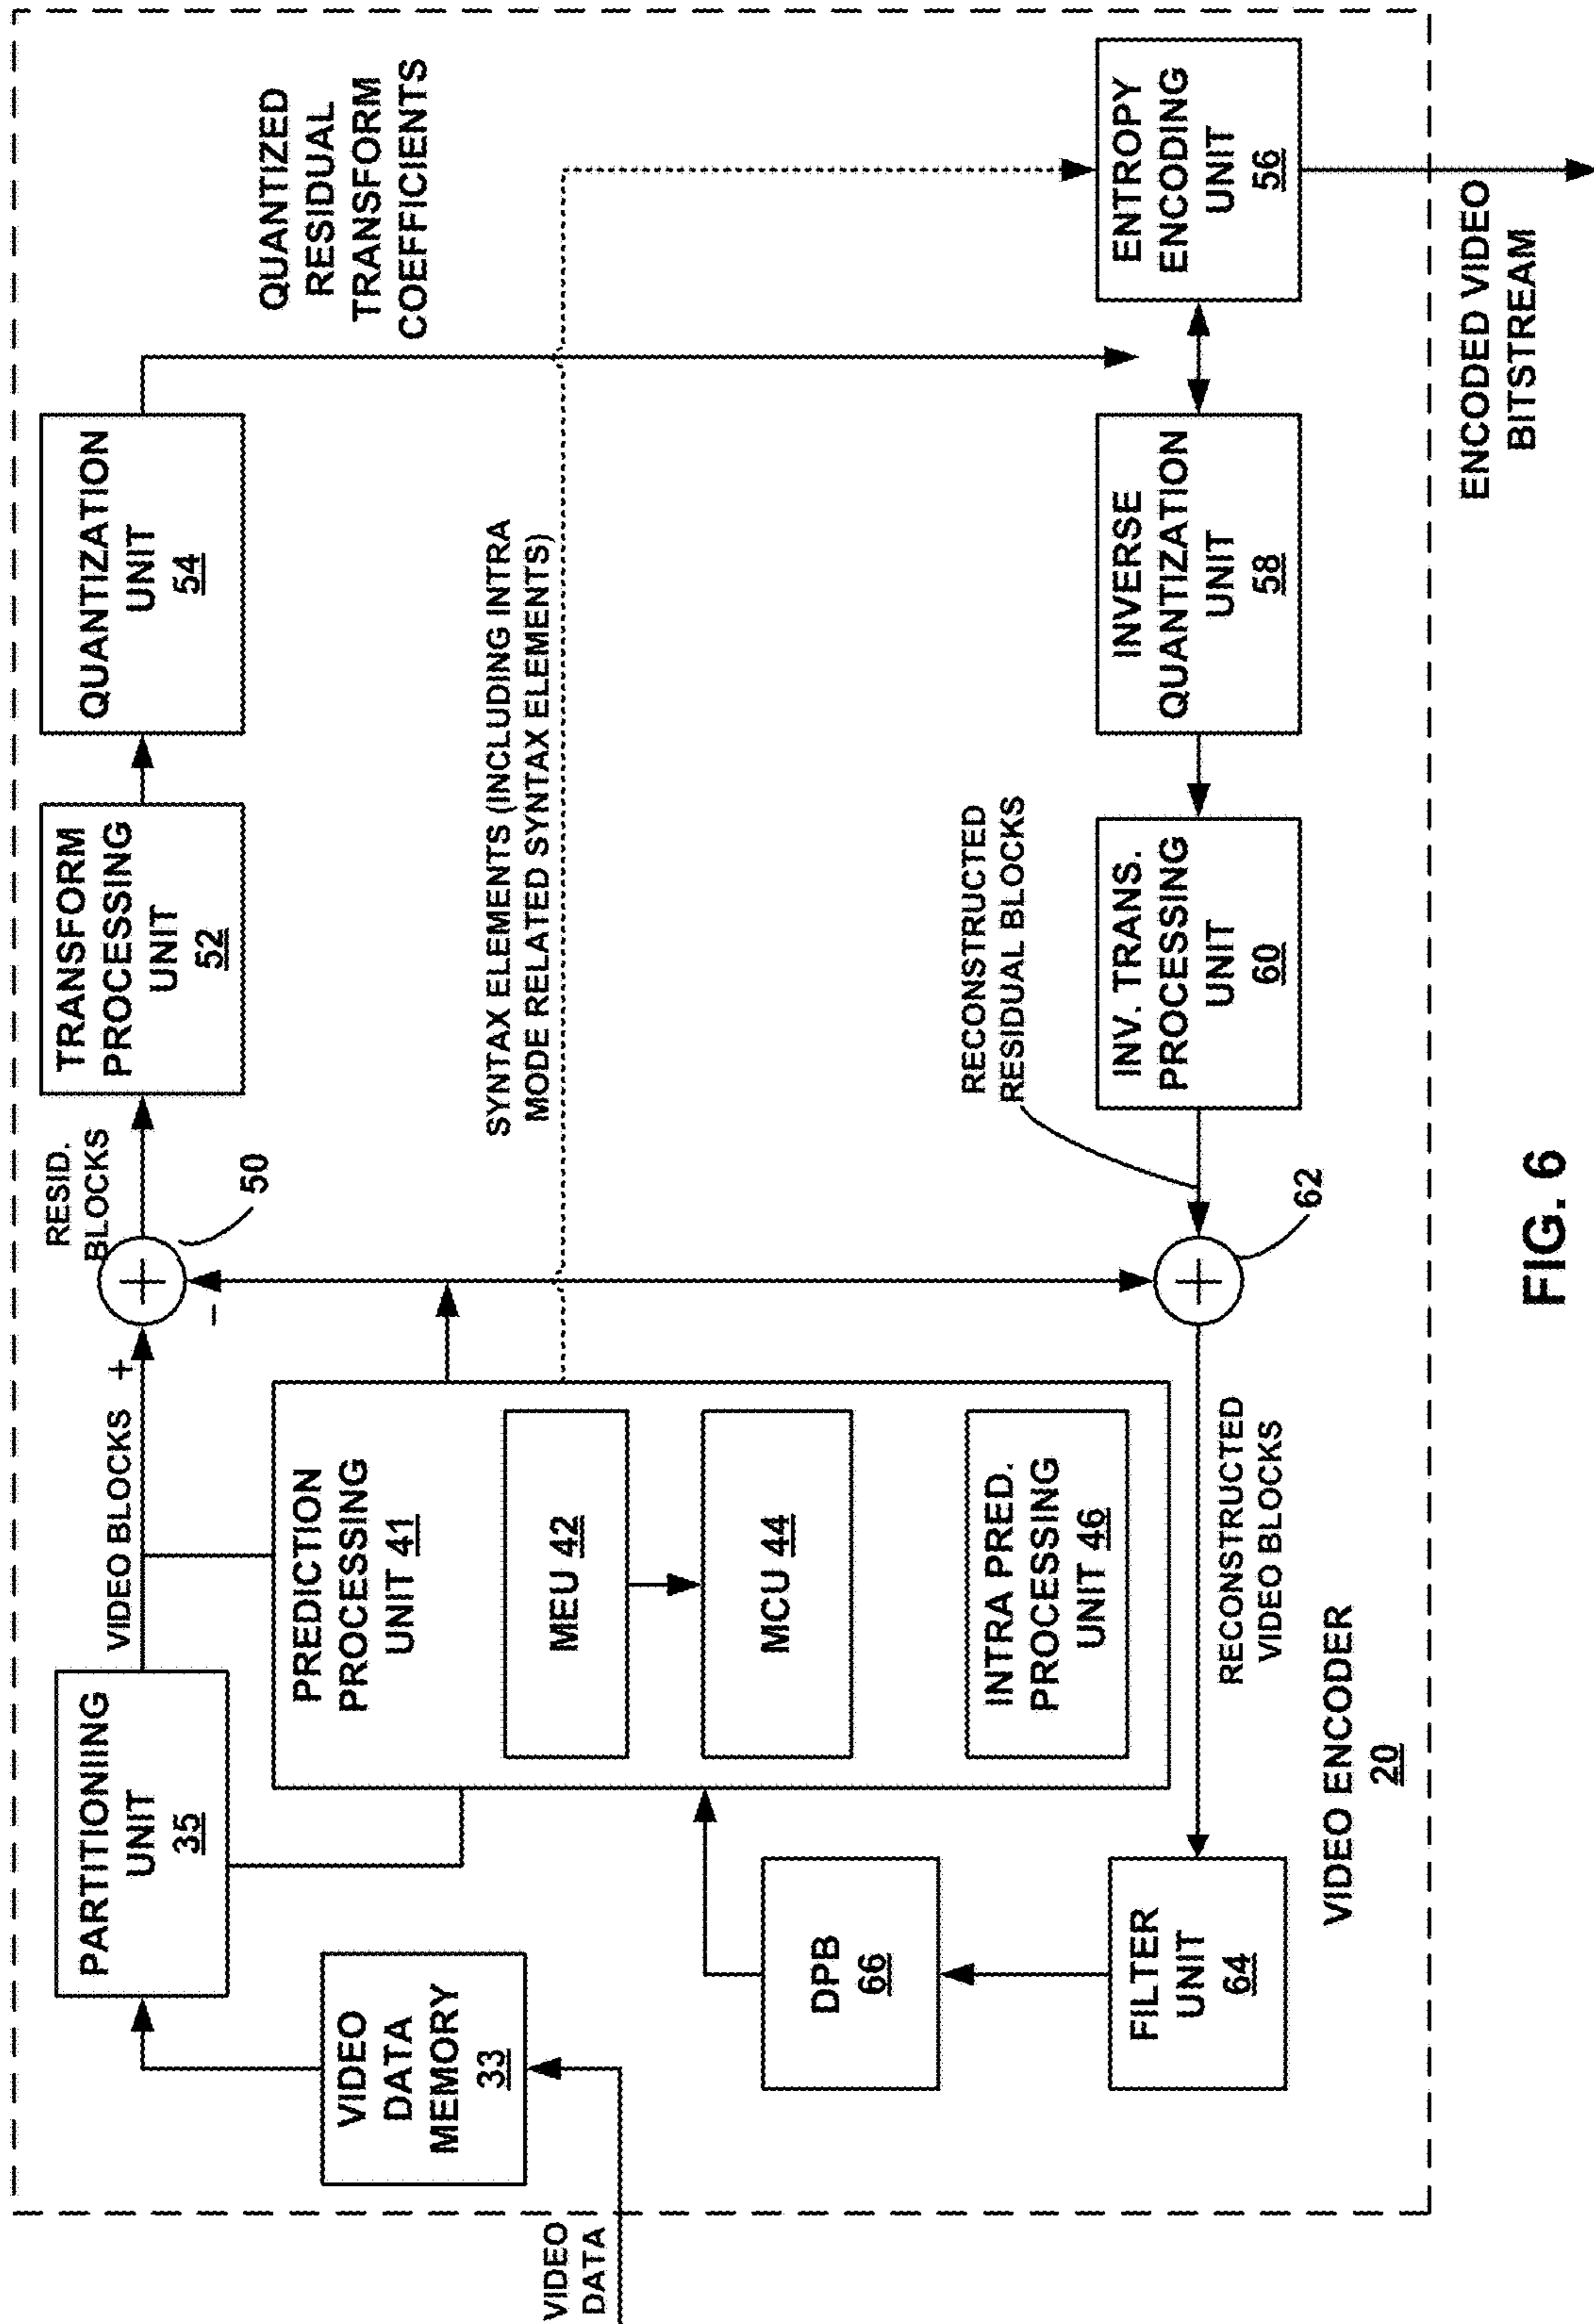 VIDEO
DATA
VIDEO
DATA
MEMORY
33
PARTITIONING
UNIT
35
VIDEO BLOCKS
+
−
RESID.
BLOCKS
50
TRANSFORM
PROCESSING
UNIT
52
QUANTIZATION
UNIT
54
QUANTIZED
RESIDUAL
TRANSFORM
COEFFICIENTS
PREDICTION
PROCESSING
UNIT 41
MEU 42
MCU 44
INTRA PRED.
PROCESSING
UNIT 46
SYNTAX ELEMENTS (INCLUDING INTRA
MODE RELATED SYNTAX ELEMENTS)
DPB
66
FILTER
UNIT
64
RECONSTRUCTED
VIDEO BLOCKS
62
RECONSTRUCTED
RESIDUAL BLOCKS
INV. TRANS.
PROCESSING
UNIT
60
INVERSE
QUANTIZATION
UNIT
58
ENTROPY
ENCODING
UNIT
56
VIDEO ENCODER
20
ENCODED VIDEO
BITSTREAM
FIG. 6